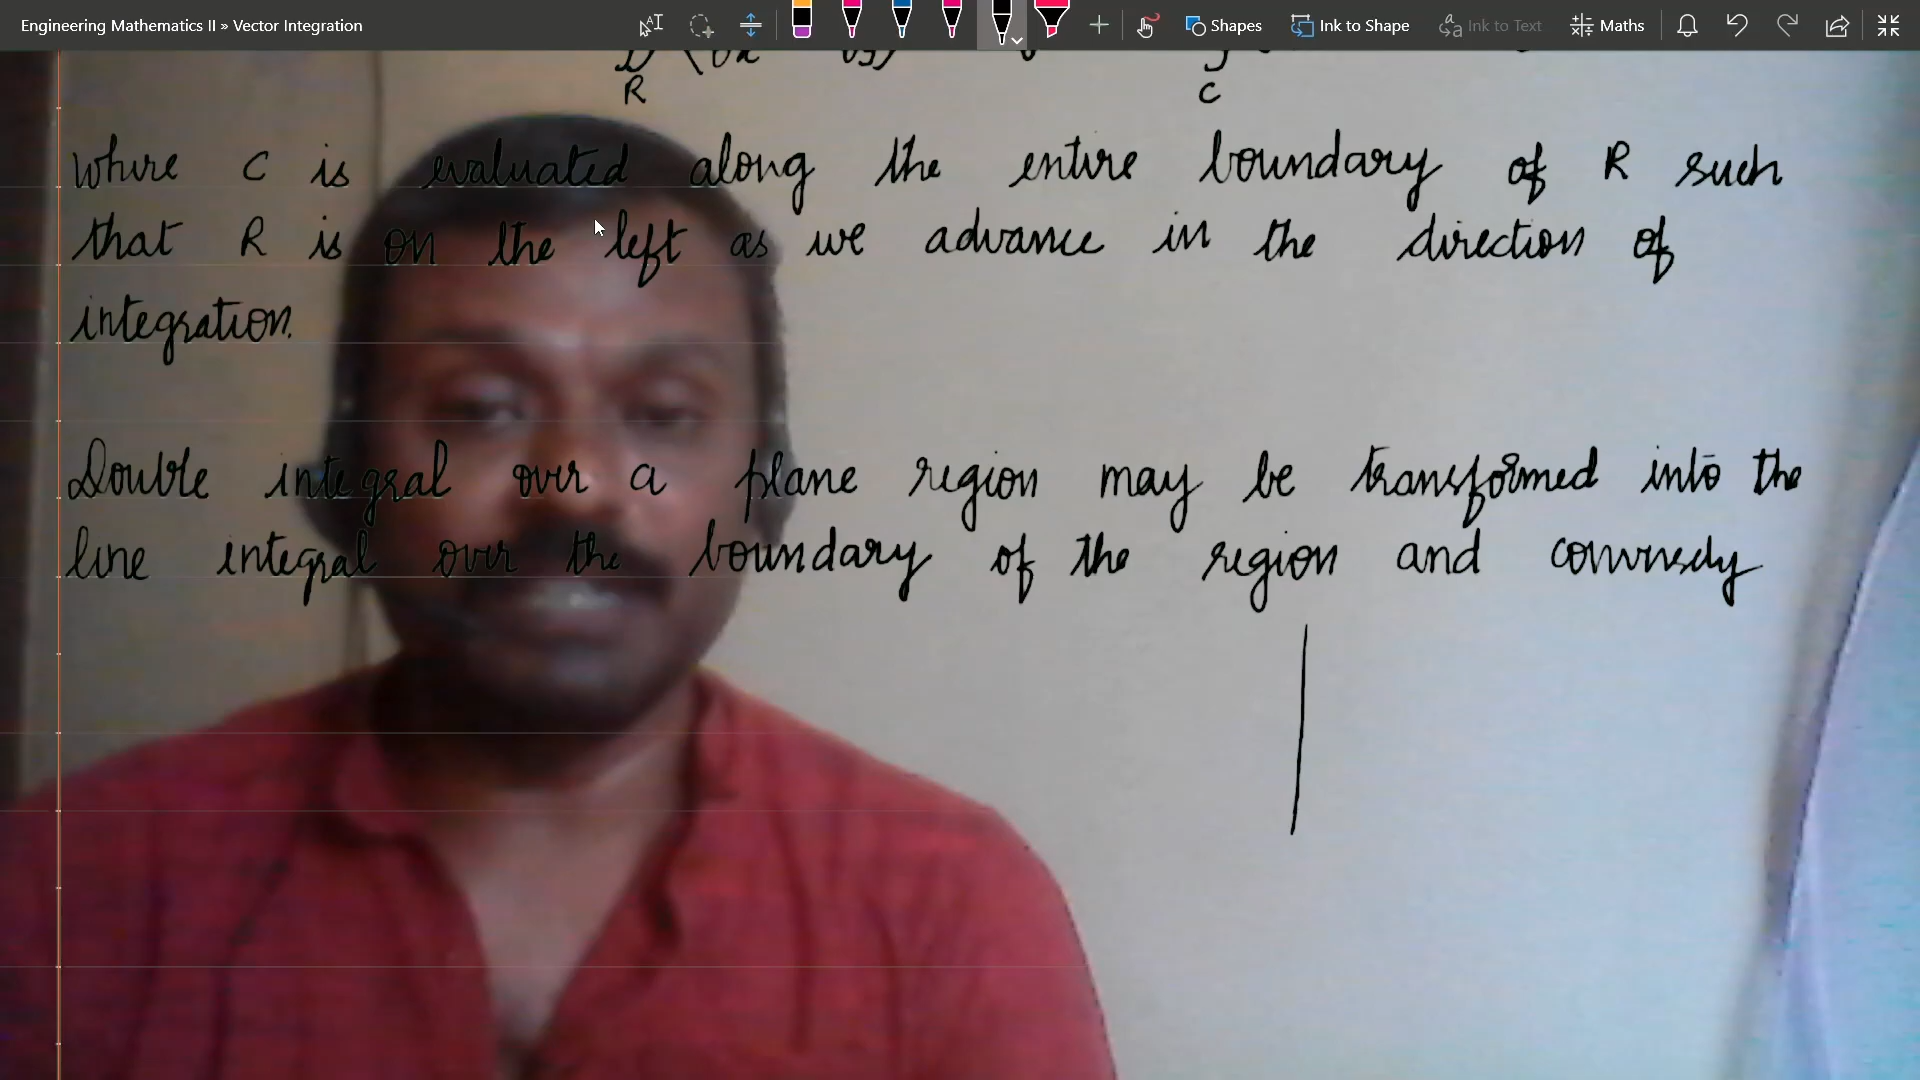 Engineering Mathematics II » Vector Integration
Shapes Ink to Shape Ink to Text Maths
R C
where C is evaluated along the entire boundary of R such
that R is on the left as we advance in the direction of
integration.
Double integral over a plane region may be transformed into the
line integral over the boundary of the region and conversely